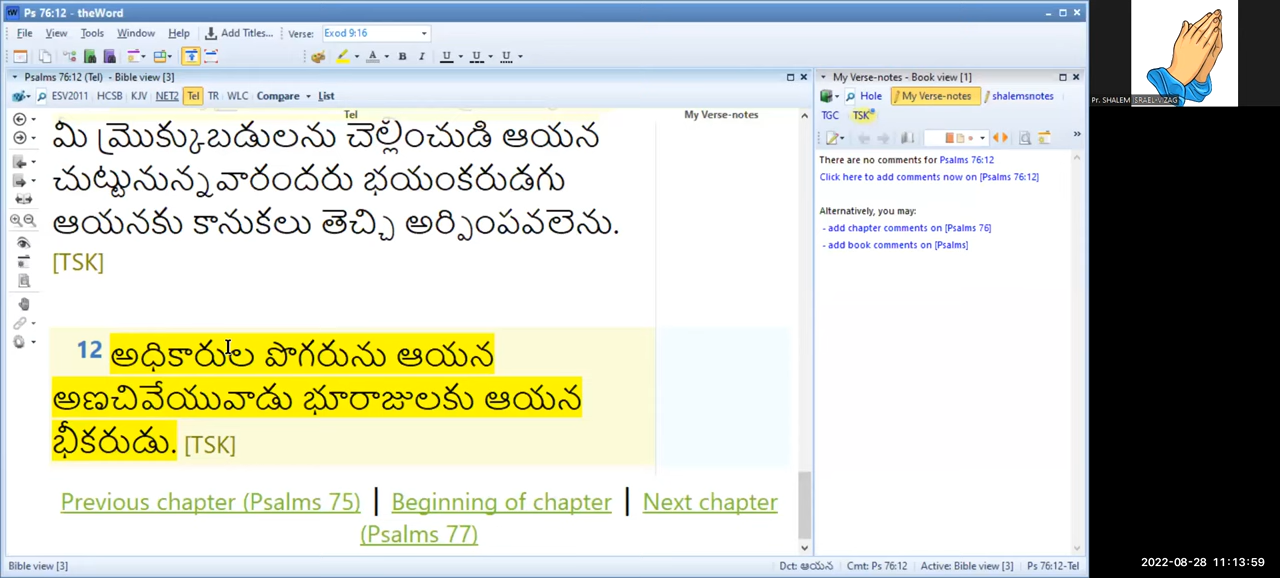 Ps 76:12 - theWord
File View Tools Window Help Add Titles... Verse: Exod 9:16
Psalms 76:12 (Tel) - Bible view [3]
ESV2011 HCSB KJV NET2 Tel TR WLC Compare List
Tel My Verse-notes
మీ మ్రొక్కుబడులను చెల్లించుడి ఆయన
చుట్టునున్నవారందరు భయంకరుడగు
ఆయనకు కానుకలు తెచ్చి అర్పింపవలెను.
[TSK]
12 అధికారుల పొగరును ఆయన
అణచివేయువాడు భూరాజులకు ఆయన
భీకరుడు. [TSK]
Previous chapter (Psalms 75) | Beginning of chapter | Next chapter
(Psalms 77)
My Verse-notes - Book view [1]
Hole My Verse-notes shalemsnotes
TGC TSK
There are no comments for Psalms 76:12
Click here to add comments now on [Psalms 76:12]
Alternatively, you may:
- add chapter comments on [Psalms 76]
- add book comments on [Psalms]
Bible view [3] Dct: ఆయన Cmt: Ps 76:12 Active: Bible view [3] Ps 76:12-Tel
Pr. SHALEM ISRAEL-VIZAG
2022-08-28 11:13:59